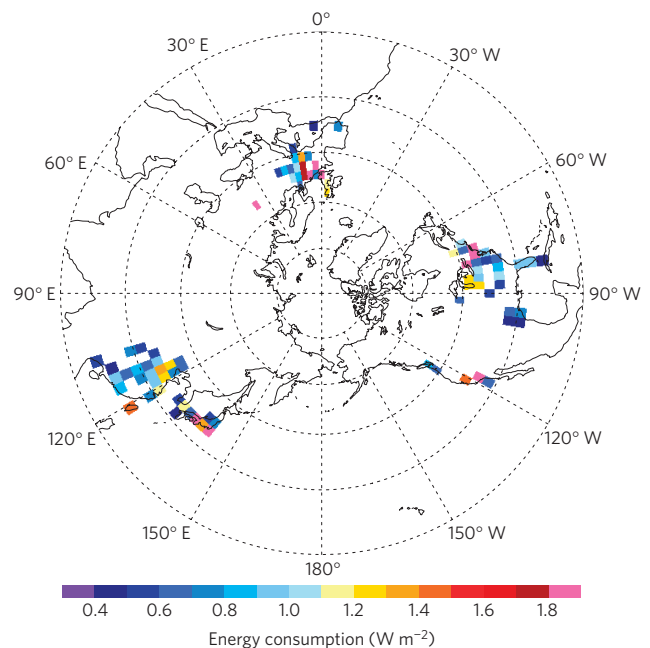 0°
30° E
30° W
60° E
60° W
90° E
90° W
120° E
120° W
150° E
150° W
180°
0.4 0.6 0.8 1.0 1.2 1.4 1.6 1.8
Energy consumption (W m⁻²)